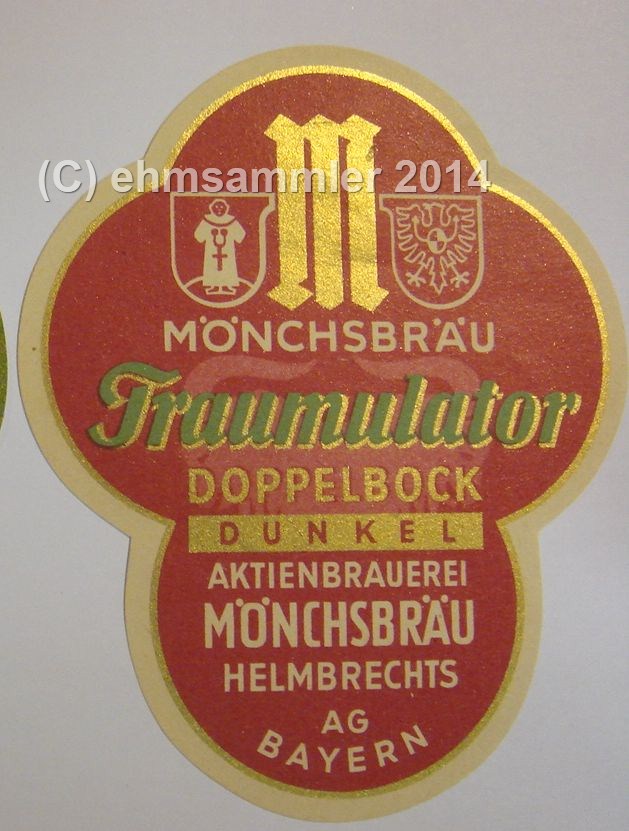 M
(C) ehmsammler 2014
MÖNCHSBRÄU
Traumulator
DOPPELBOCK
DUNKEL
AKTIENBRAUEREI
MÖNCHSBRÄU
HELMBRECHTS
AG
BAYERN